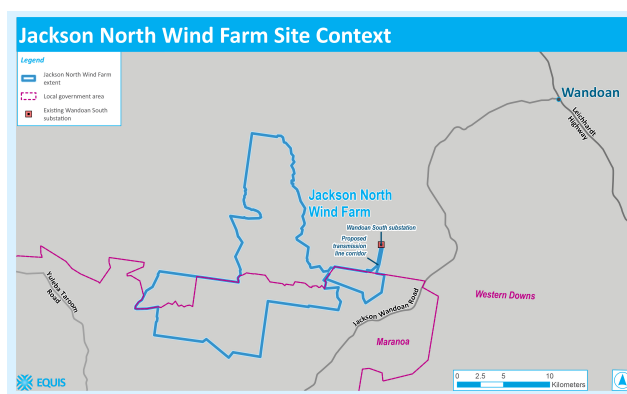 Jackson North Wind Farm Site Context
Legend
Jackson North Wind Farm
extent
Local government area
Existing Wandoan South
substation
Wandoan
Leichhardt
Highway
Jackson North
Wind Farm
Wandoan South substation
Proposed
transmission
line corridor
Yuleba Taroom
Road
Jackson Wandoan Road
Western Downs
Maranoa
EQUIS
0 2.5 5 10
Kilometers